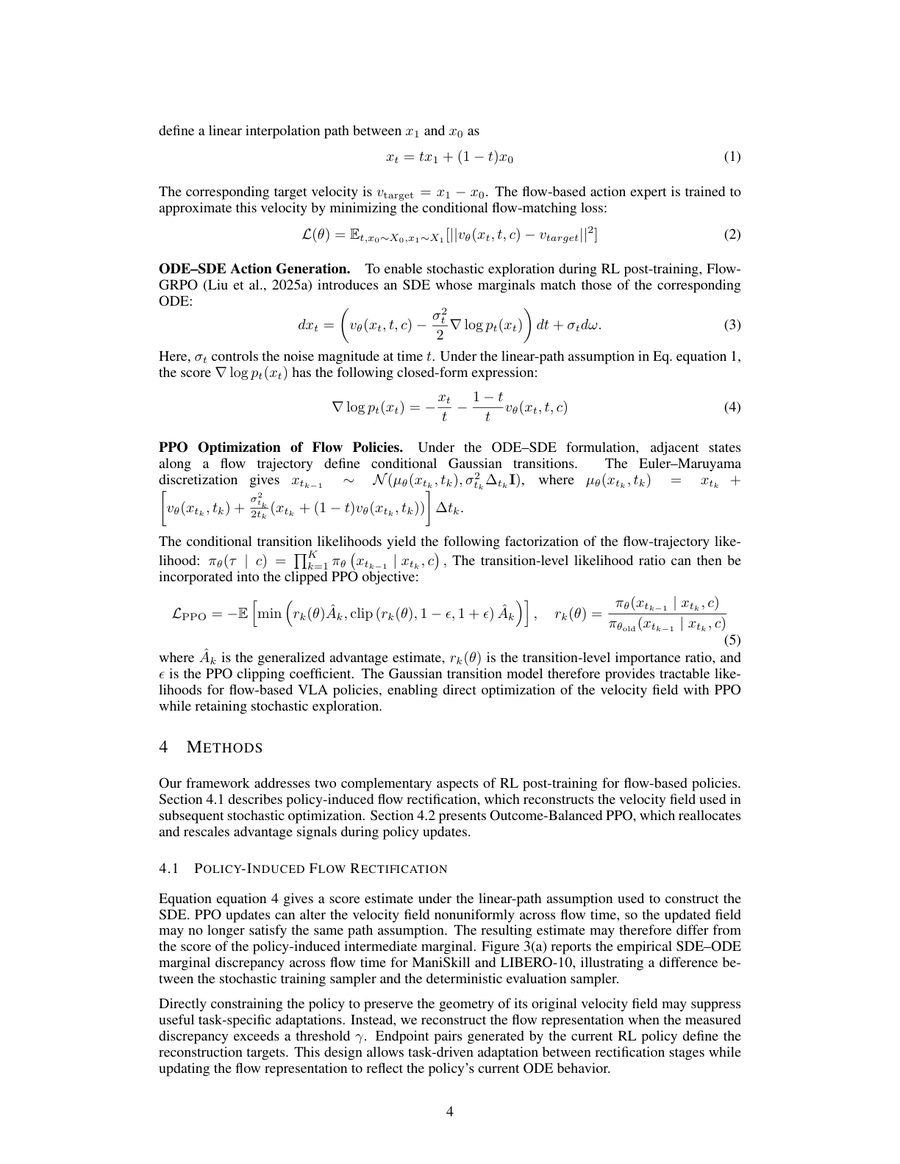 define a linear interpolation path between x_1 and x_0 as
x_t = tx_1 + (1 − t)x_0 (1)
The corresponding target velocity is v_target = x_1 − x_0. The flow-based action expert is trained to
approximate this velocity by minimizing the conditional flow-matching loss:
L(θ) = E_{t,x_0∼X_0,x_1∼X_1}[||v_θ(x_t, t, c) − v_{target}||^2] (2)
ODE–SDE Action Generation. To enable stochastic exploration during RL post-training, Flow-
GRPO (Liu et al., 2025a) introduces an SDE whose marginals match those of the corresponding
ODE:
dx_t = (v_θ(x_t, t, c) − σ_t^2/2 ∇ log p_t(x_t)) dt + σ_t dω. (3)
Here, σ_t controls the noise magnitude at time t. Under the linear-path assumption in Eq. equation 1,
the score ∇ log p_t(x_t) has the following closed-form expression:
∇ log p_t(x_t) = − x_t/t − (1 − t)/t v_θ(x_t, t, c) (4)
PPO Optimization of Flow Policies. Under the ODE–SDE formulation, adjacent states
along a flow trajectory define conditional Gaussian transitions. The Euler–Maruyama
discretization gives x_{t_{k−1}} ∼ N(μ_θ(x_{t_k}, t_k), σ_{t_k}^2 Δ_{t_k} I), where μ_θ(x_{t_k}, t_k) = x_{t_k} +
[v_θ(x_{t_k}, t_k) + σ_{t_k}^2/2t_k (x_{t_k} + (1 − t)v_θ(x_{t_k}, t_k))] Δt_k.
The conditional transition likelihoods yield the following factorization of the flow-trajectory like-
lihood: π_θ(τ | c) = ∏_{k=1}^K π_θ (x_{t_{k−1}} | x_{t_k}, c) , The transition-level likelihood ratio can then be
incorporated into the clipped PPO objective:
L_PPO = −E [min (r_k(θ)Â_k, clip (r_k(θ), 1 − ϵ, 1 + ϵ) Â_k)] , r_k(θ) = π_θ(x_{t_{k−1}} | x_{t_k}, c) / π_{θ_old}(x_{t_{k−1}} | x_{t_k}, c)
(5)
where Â_k is the generalized advantage estimate, r_k(θ) is the transition-level importance ratio, and
ϵ is the PPO clipping coefficient. The Gaussian transition model therefore provides tractable like-
lihoods for flow-based VLA policies, enabling direct optimization of the velocity field with PPO
while retaining stochastic exploration.
4 METHODS
Our framework addresses two complementary aspects of RL post-training for flow-based policies.
Section 4.1 describes policy-induced flow rectification, which reconstructs the velocity field used in
subsequent stochastic optimization. Section 4.2 presents Outcome-Balanced PPO, which reallocates
and rescales advantage signals during policy updates.
4.1 POLICY-INDUCED FLOW RECTIFICATION
Equation equation 4 gives a score estimate under the linear-path assumption used to construct the
SDE. PPO updates can alter the velocity field nonuniformly across flow time, so the updated field
may no longer satisfy the same path assumption. The resulting estimate may therefore differ from
the score of the policy-induced intermediate marginal. Figure 3(a) reports the empirical SDE–ODE
marginal discrepancy across flow time for ManiSkill and LIBERO-10, illustrating a difference be-
tween the stochastic training sampler and the deterministic evaluation sampler.
Directly constraining the policy to preserve the geometry of its original velocity field may suppress
useful task-specific adaptations. Instead, we reconstruct the flow representation when the measured
discrepancy exceeds a threshold γ. Endpoint pairs generated by the current RL policy define the
reconstruction targets. This design allows task-driven adaptation between rectification stages while
updating the flow representation to reflect the policy's current ODE behavior.
4